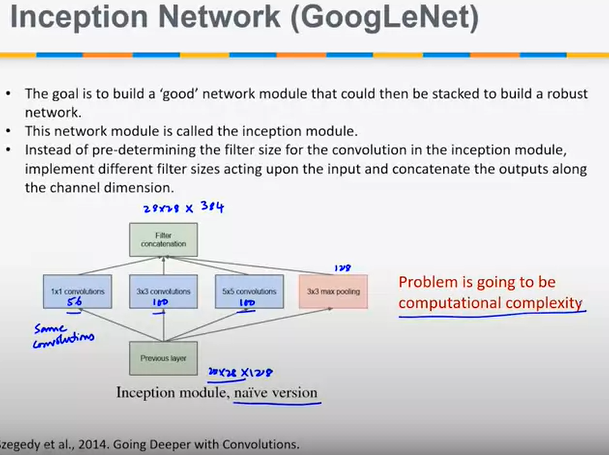 Inception Network (GoogLeNet)
• The goal is to build a 'good' network module that could then be stacked to build a robust
network.
• This network module is called the inception module.
• Instead of pre-determining the filter size for the convolution in the inception module,
implement different filter sizes acting upon the input and concatenate the outputs along
the channel dimension.
28x28 x 384
Filter
concatenation
128
1x1 convolutions
56
3x3 convolutions
100
5x5 convolutions
100
3x3 max pooling
Problem is going to be
computational complexity
Same
convolutions
Previous layer
28x28 x128
Inception module, naïve version
Szegedy et al., 2014. Going Deeper with Convolutions.